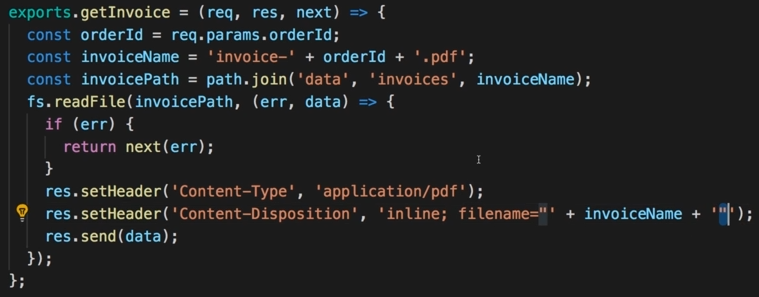 exports.getInvoice = (req, res, next) => {
const orderId = req.params.orderId;
const invoiceName = 'invoice-' + orderId + '.pdf';
const invoicePath = path.join('data', 'invoices', invoiceName);
fs.readFile(invoicePath, (err, data) => {
if (err) {
return next(err);
}
res.setHeader('Content-Type', 'application/pdf');
res.setHeader('Content-Disposition', 'inline; filename="' + invoiceName + '"');
res.send(data);
});
};